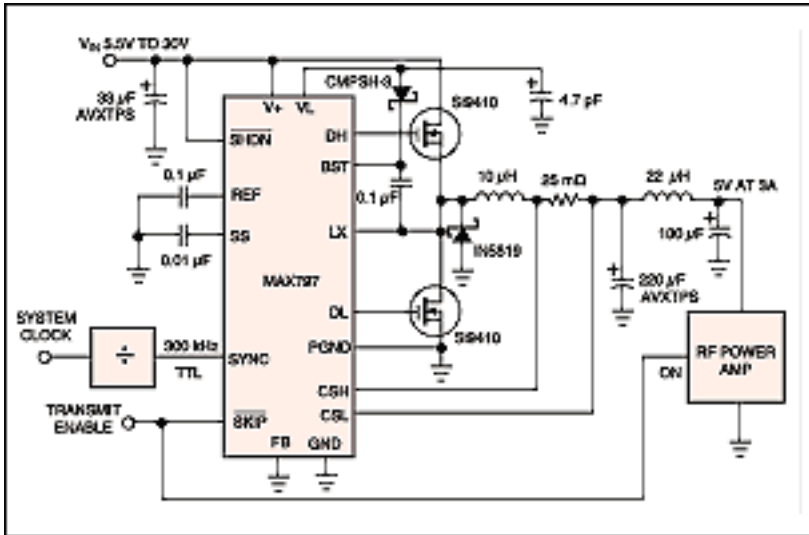 VIN 5.5V TO 30V
33 µF
AVXTPS
CMPSH-3
Si9410
4.7 pF
V+
VL
SHDN
DH
BST
0.1 µF
0.1 µF
REF
SS
0.01 µF
LX
MAX797
10 µH
25 mΩ
22 µH
5V AT 3A
100 µF
IN5819
220 µF
AVXTPS
DL
Si9410
PGND
SYSTEM
CLOCK
÷
300 kHz
TTL
SYNC
CSH
CSL
TRANSMIT
ENABLE
SKIP
FB
GND
ON
RF POWER
AMP